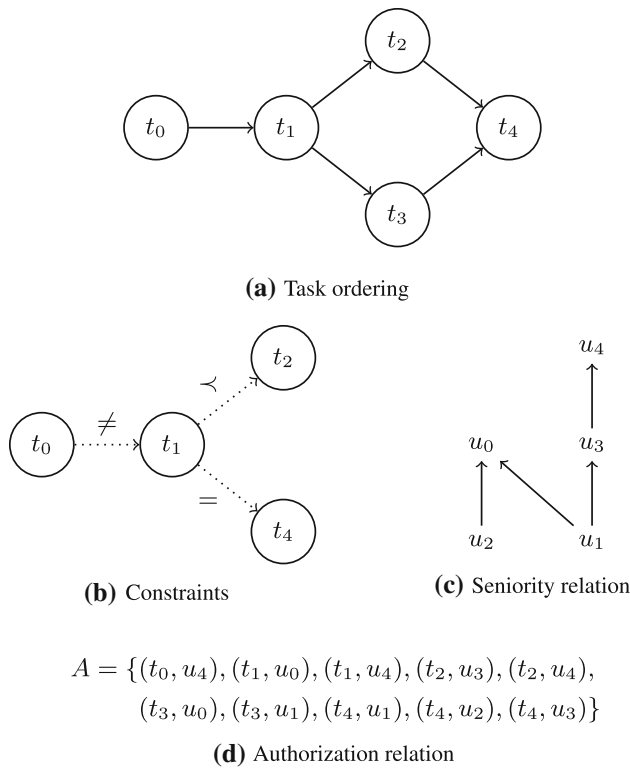 t₂
t₀ t₁ t₄
t₃
(a) Task ordering
t₂
≺
t₀ ≠ t₁
=
t₄
(b) Constraints
u₄
u₀ u₃
u₂ u₁
(c) Seniority relation
A = {(t₀, u₄), (t₁, u₀), (t₁, u₄), (t₂, u₃), (t₂, u₄),
(t₃, u₀), (t₃, u₁), (t₄, u₁), (t₄, u₂), (t₄, u₃)}
(d) Authorization relation